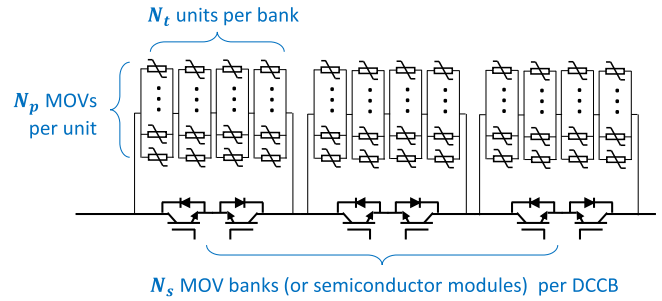 N_t units per bank
N_p MOVs
per unit
N_s MOV banks (or semiconductor modules) per DCCB